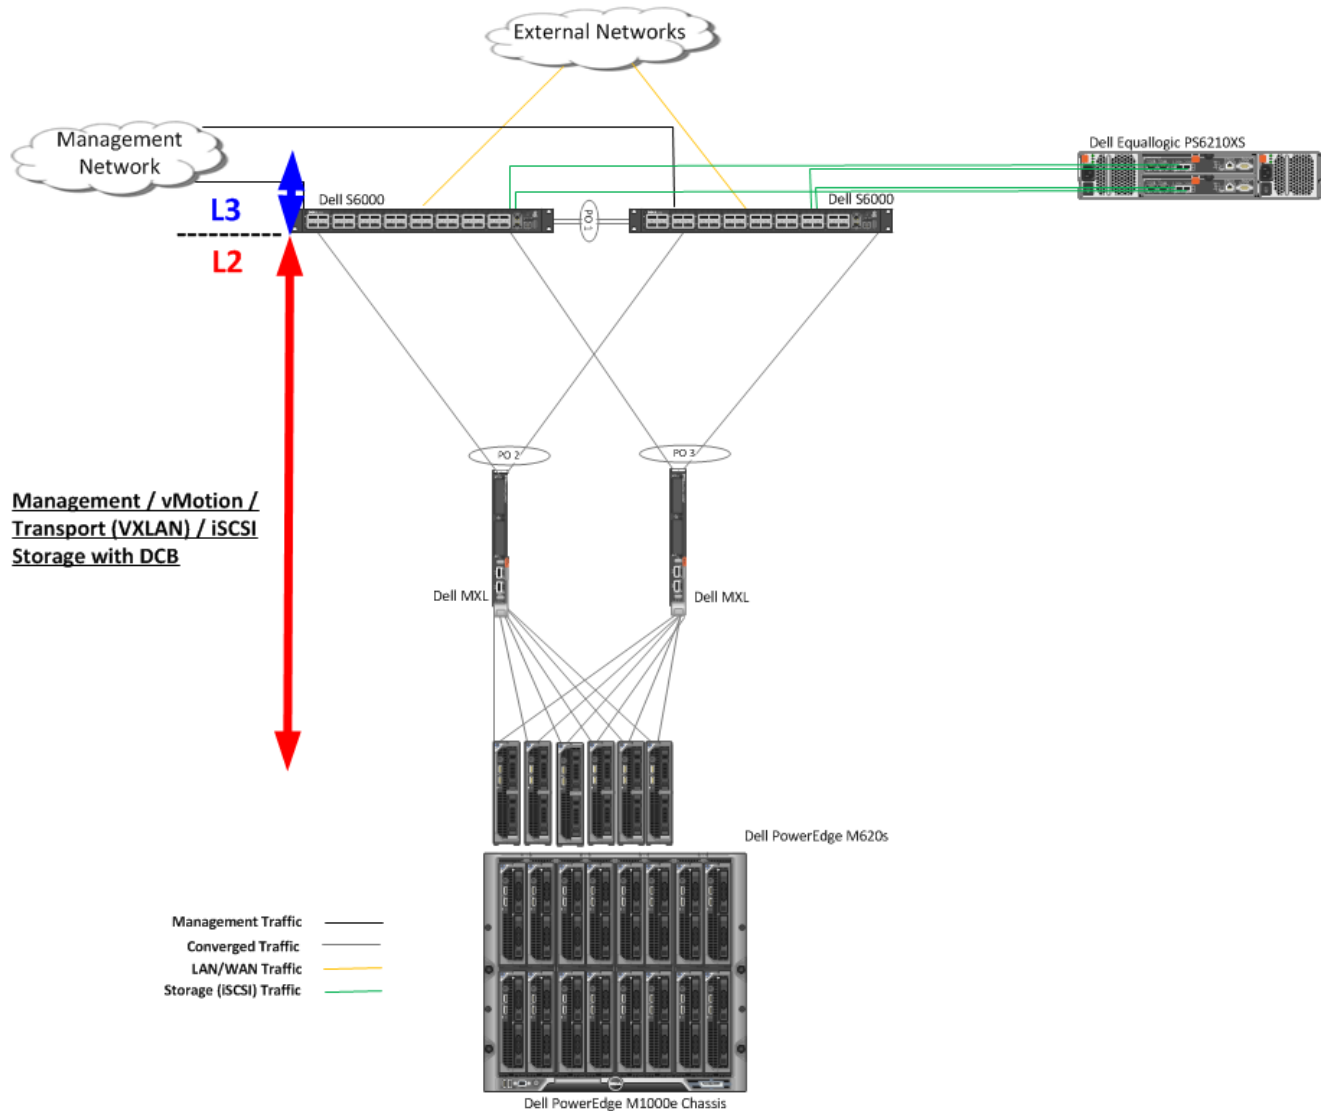 External Networks
Management
Network
Dell Equallogic PS6210XS
Dell S6000
Dell S6000
PO 1
L3
L2
PO 2
PO 3
Management / vMotion /
Transport (VXLAN) / iSCSI
Storage with DCB
Dell MXL
Dell MXL
Dell PowerEdge M620s
Management Traffic
Converged Traffic
LAN/WAN Traffic
Storage (iSCSI) Traffic
Dell PowerEdge M1000e Chassis